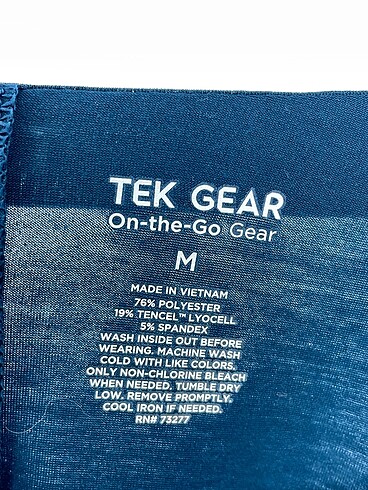 TEK GEAR
On-the-Go Gear
M
MADE IN VIETNAM
76% POLYESTER
19% TENCEL™ LYOCELL
5% SPANDEX
WASH INSIDE OUT BEFORE
WEARING. MACHINE WASH
COLD WITH LIKE COLORS.
ONLY NON-CHLORINE BLEACH
WHEN NEEDED. TUMBLE DRY
LOW. REMOVE PROMPTLY.
COOL IRON IF NEEDED.
RN# 73277